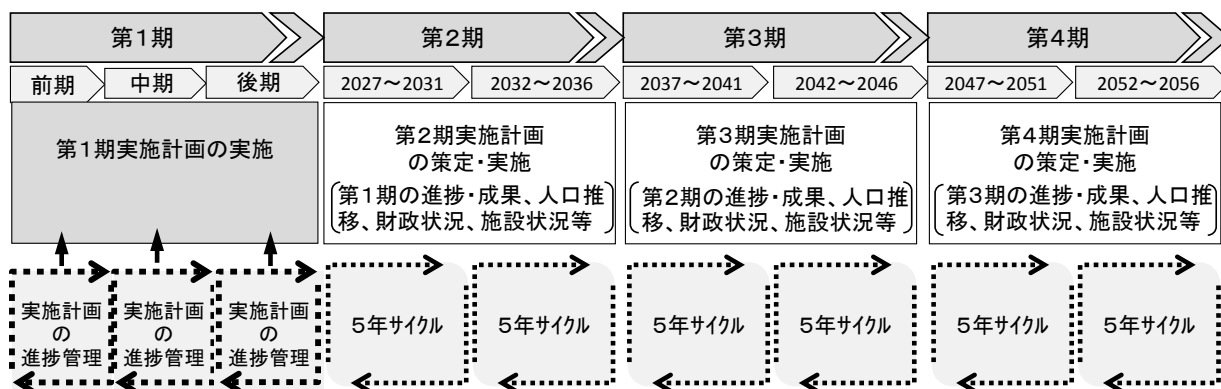 第1期
第2期
第3期
第4期
前期
中期
後期
2027～2031
2032～2036
2037～2041
2042～2046
2047～2051
2052～2056
第1期実施計画の実施
第2期実施計画
の策定・実施
第1期の進捗・成果、人口推
移、財政状況、施設状況等
第3期実施計画
の策定・実施
第2期の進捗・成果、人口推
移、財政状況、施設状況等
第4期実施計画
の策定・実施
第3期の進捗・成果、人口推
移、財政状況、施設状況等
実施計画
の
進捗管理
実施計画
の
進捗管理
実施計画
の
進捗管理
5年サイクル
5年サイクル
5年サイクル
5年サイクル
5年サイクル
5年サイクル